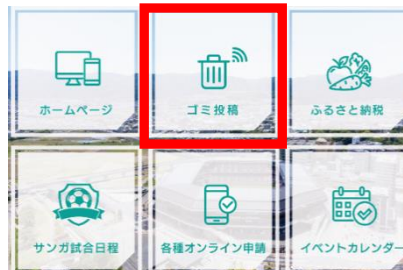 ホームページ
ゴミ投稿
ふるさと納税
サンガ試合日程
各種オンライン申請
イベントカレンダー